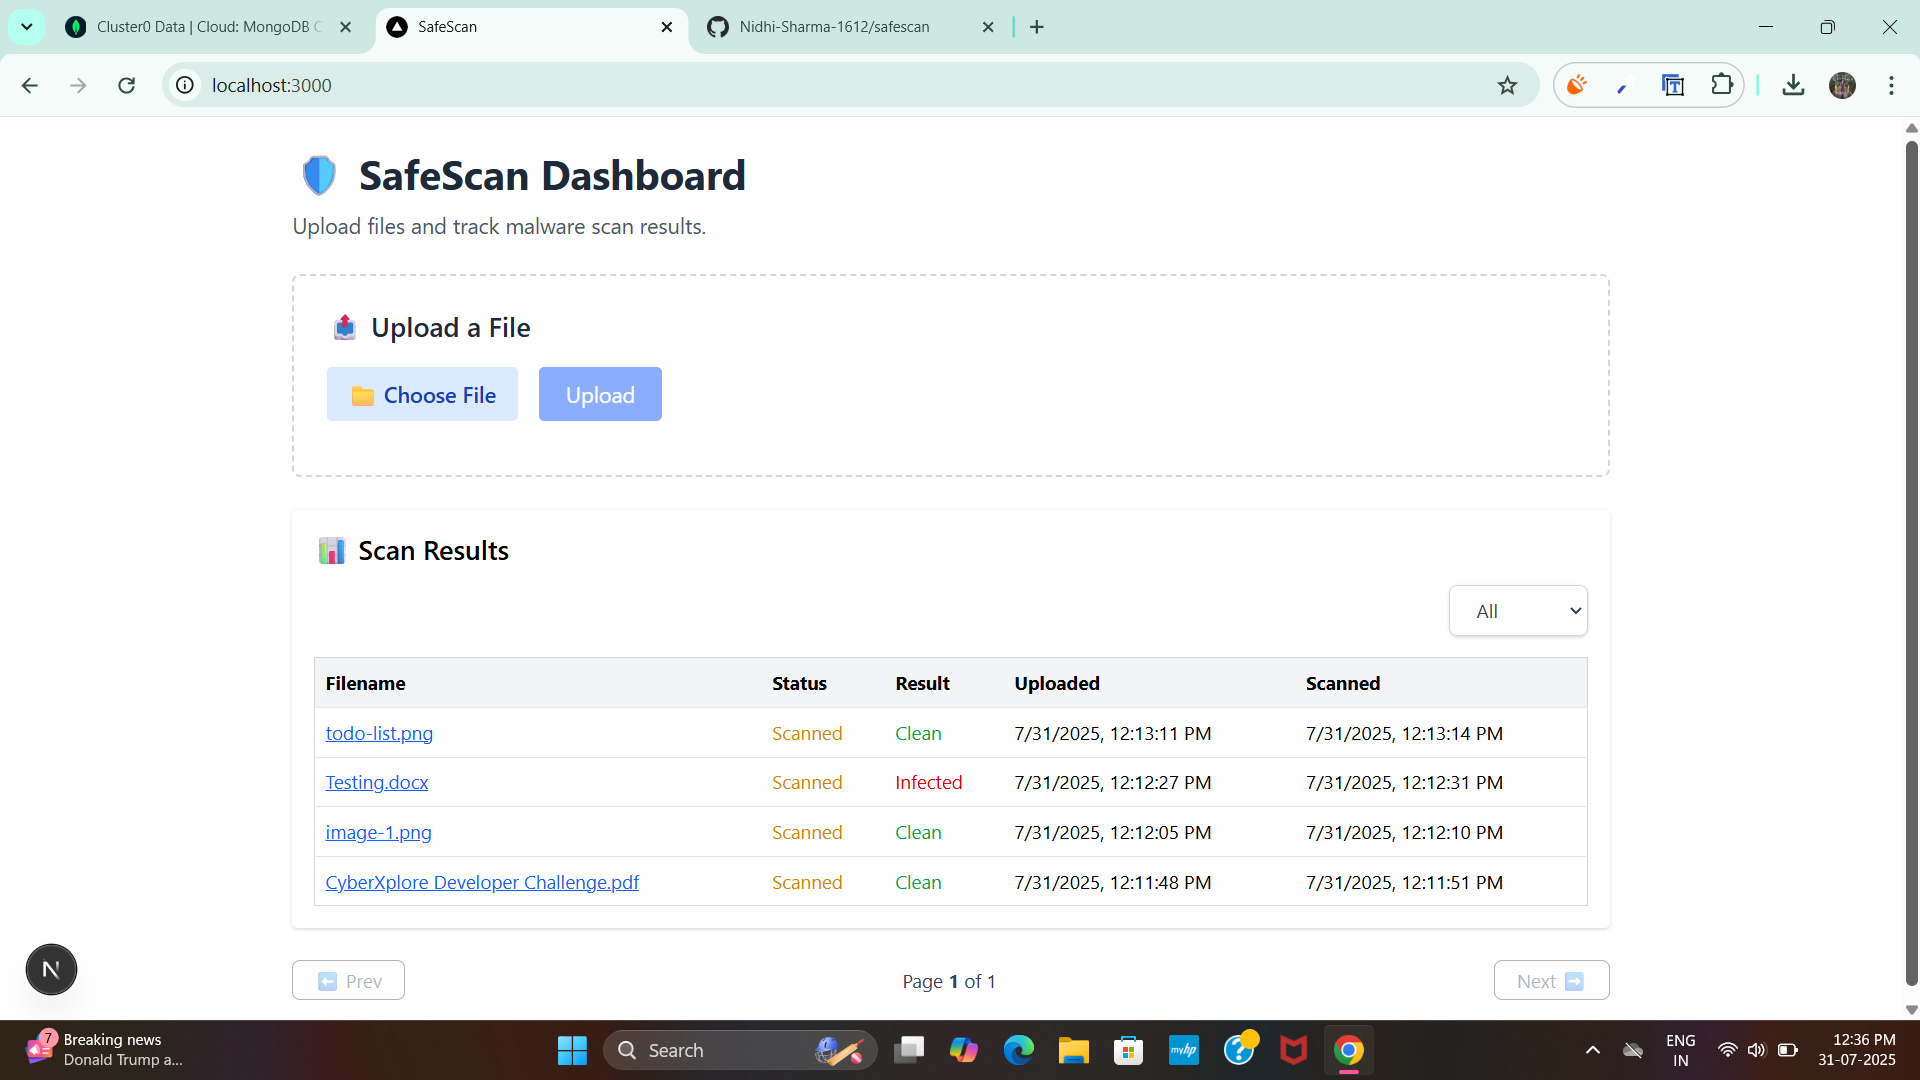 Cluster0 Data | Cloud: MongoDB C
SafeScan
Nidhi-Sharma-1612/safescan
localhost:3000
SafeScan Dashboard
Upload files and track malware scan results.
Upload a File
Choose File
Upload
Scan Results
All
Filename Status Result Uploaded Scanned
todo-list.png Scanned Clean 7/31/2025, 12:13:11 PM 7/31/2025, 12:13:14 PM
Testing.docx Scanned Infected 7/31/2025, 12:12:27 PM 7/31/2025, 12:12:31 PM
image-1.png Scanned Clean 7/31/2025, 12:12:05 PM 7/31/2025, 12:12:10 PM
CyberXplore Developer Challenge.pdf Scanned Clean 7/31/2025, 12:11:48 PM 7/31/2025, 12:11:51 PM
N
Prev
Page 1 of 1
Next
7
Breaking news
Donald Trump a...
Search
myhp
ENG
IN
12:36 PM
31-07-2025